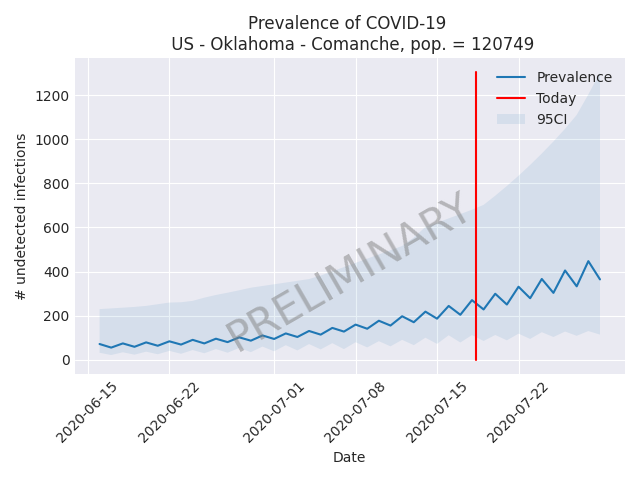 Prevalence of COVID-19
US - Oklahoma - Comanche, pop. = 120749
Prevalence
Today
95CI
PRELIMINARY
# undetected infections
1200
1000
800
600
400
200
0
2020-06-15
2020-06-22
2020-07-01
2020-07-08
2020-07-15
2020-07-22
Date